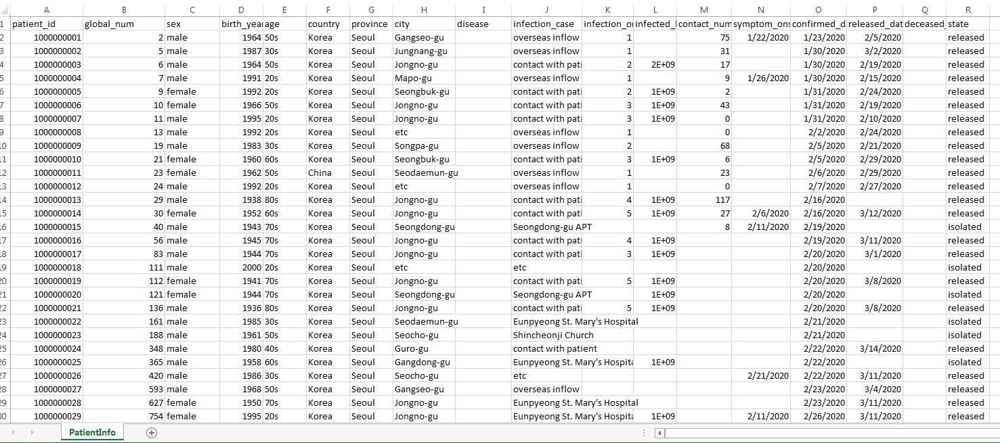 A B C D E F G H I J K L M N O P Q R
1 patient_id global_num sex birth_year age country province city disease infection_case infection_or infected_l contact_num symptom_ons confirmed_d released_dat deceased_ state
2 1000000001 2 male 1964 50s Korea Seoul Gangseo-gu overseas inflow 1 75 1/22/2020 1/23/2020 2/5/2020 released
3 1000000002 5 male 1987 30s Korea Seoul Jungnang-gu overseas inflow 1 31 1/30/2020 3/2/2020 released
4 1000000003 6 male 1964 50s Korea Seoul Jongno-gu contact with pati 2 2E+09 17 1/30/2020 2/19/2020 released
5 1000000004 7 male 1991 20s Korea Seoul Mapo-gu overseas inflow 1 9 1/26/2020 1/30/2020 2/15/2020 released
6 1000000005 9 female 1992 20s Korea Seoul Seongbuk-gu contact with pati 2 1E+09 2 1/31/2020 2/24/2020 released
7 1000000006 10 female 1966 50s Korea Seoul Jongno-gu contact with pati 3 1E+09 43 1/31/2020 2/19/2020 released
8 1000000007 11 male 1995 20s Korea Seoul Jongno-gu contact with pati 3 1E+09 0 1/31/2020 2/10/2020 released
9 1000000008 13 male 1992 20s Korea Seoul etc overseas inflow 1 0 2/2/2020 2/24/2020 released
10 1000000009 19 male 1983 30s Korea Seoul Songpa-gu overseas inflow 2 68 2/5/2020 2/21/2020 released
11 1000000010 21 female 1960 60s Korea Seoul Seongbuk-gu contact with pati 3 1E+09 6 2/5/2020 2/29/2020 released
12 1000000011 23 female 1962 50s China Seoul Seodaemun-gu overseas inflow 1 23 2/6/2020 2/29/2020 released
13 1000000012 24 male 1992 20s Korea Seoul etc overseas inflow 1 0 2/7/2020 2/27/2020 released
14 1000000013 29 male 1938 80s Korea Seoul Jongno-gu contact with pati 4 1E+09 117 2/16/2020 released
15 1000000014 30 female 1952 60s Korea Seoul Jongno-gu contact with pati 5 1E+09 27 2/6/2020 2/16/2020 3/12/2020 released
16 1000000015 40 male 1943 70s Korea Seoul Seongdong-gu Seongdong-gu APT 8 2/11/2020 2/19/2020 isolated
17 1000000016 56 male 1945 70s Korea Seoul Jongno-gu contact with pati 4 1E+09 2/19/2020 3/11/2020 released
18 1000000017 83 male 1944 70s Korea Seoul Jongno-gu contact with pati 3 1E+09 2/20/2020 3/1/2020 released
19 1000000018 111 male 2000 20s Korea Seoul etc etc 2/20/2020 isolated
20 1000000019 112 female 1941 70s Korea Seoul Jongno-gu contact with pati 5 1E+09 2/20/2020 3/8/2020 released
21 1000000020 121 female 1944 70s Korea Seoul Seongdong-gu Seongdong-gu APT 1E+09 2/20/2020 isolated
22 1000000021 136 male 1936 80s Korea Seoul Jongno-gu contact with pati 5 1E+09 2/20/2020 3/8/2020 released
23 1000000022 161 male 1985 30s Korea Seoul Seodaemun-gu Eunpyeong St. Mary's Hospital 2/21/2020 isolated
24 1000000023 188 male 1961 50s Korea Seoul Seocho-gu Shincheonji Church 2/21/2020 isolated
25 1000000024 348 male 1980 40s Korea Seoul Guro-gu contact with patient 2/22/2020 3/14/2020 released
26 1000000025 365 male 1958 60s Korea Seoul Gangdong-gu Eunpyeong St. Mary's Hospita 1E+09 2/22/2020 isolated
27 1000000026 420 male 1986 30s Korea Seoul Seocho-gu etc 2/21/2020 2/22/2020 3/11/2020 released
28 1000000027 593 male 1968 50s Korea Seoul Gangseo-gu overseas inflow 2/23/2020 3/4/2020 released
29 1000000028 627 female 1950 70s Korea Seoul Jongno-gu Eunpyeong St. Mary's Hospital 2/23/2020 3/11/2020 released
30 1000000029 754 female 1995 20s Korea Seoul Jongno-gu Eunpyeong St. Mary's Hospita 1E+09 2/11/2020 2/26/2020 3/11/2020 released
PatientInfo